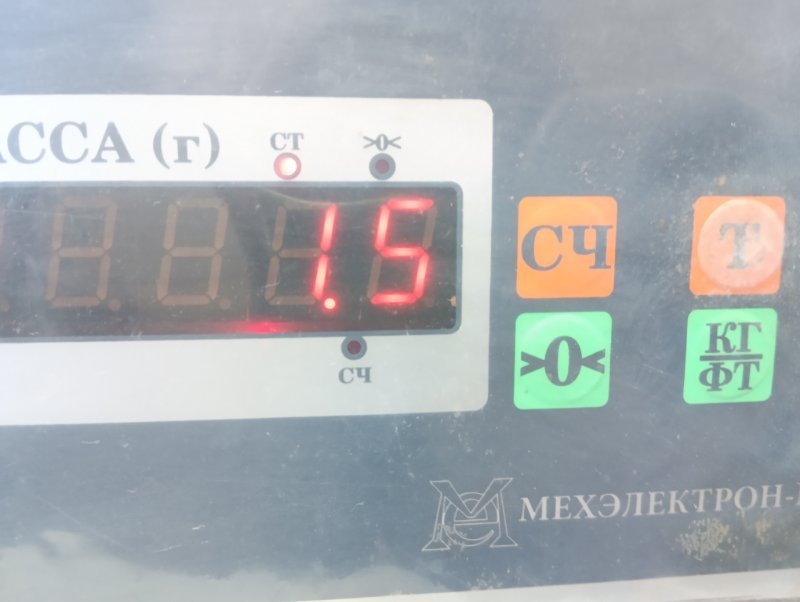 АССА (г)
СТ >0<
1.5
СЧ
СЧ Т
>0< КГ
ФТ
МЕХЭЛЕКТРОН-